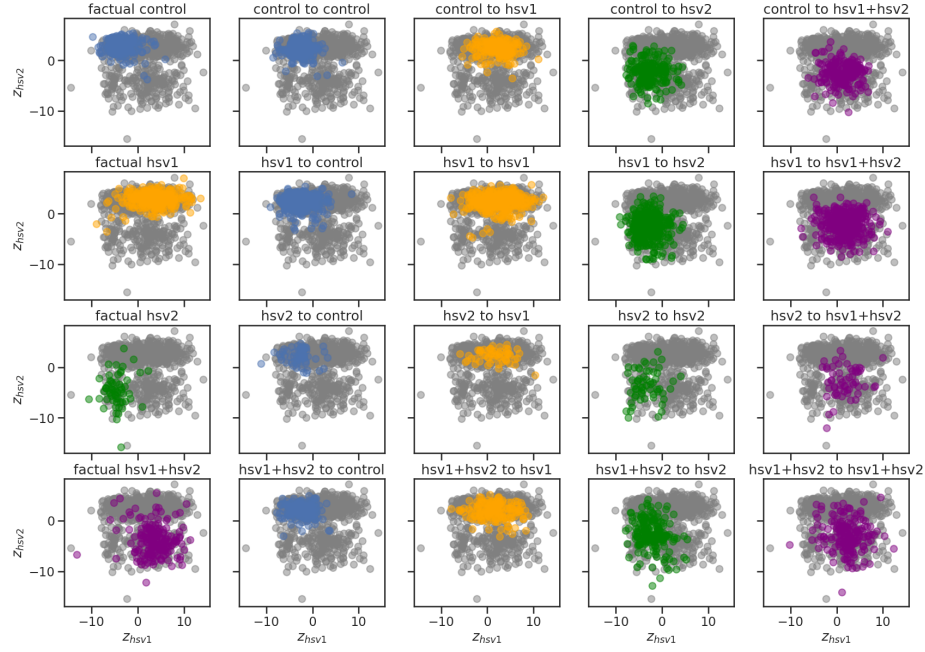 factual control control to control control to hsv1 control to hsv2 control to hsv1+hsv2
0
−10
z_hsv2
factual hsv1 hsv1 to control hsv1 to hsv1 hsv1 to hsv2 hsv1 to hsv1+hsv2
0
−10
z_hsv2
factual hsv2 hsv2 to control hsv2 to hsv1 hsv2 to hsv2 hsv2 to hsv1+hsv2
0
−10
z_hsv2
factual hsv1+hsv2 hsv1+hsv2 to control hsv1+hsv2 to hsv1 hsv1+hsv2 to hsv2 hsv1+hsv2 to hsv1+hsv2
0
−10
z_hsv2
−10 0 10 −10 0 10 −10 0 10 −10 0 10 −10 0 10
z_hsv1 z_hsv1 z_hsv1 z_hsv1 z_hsv1